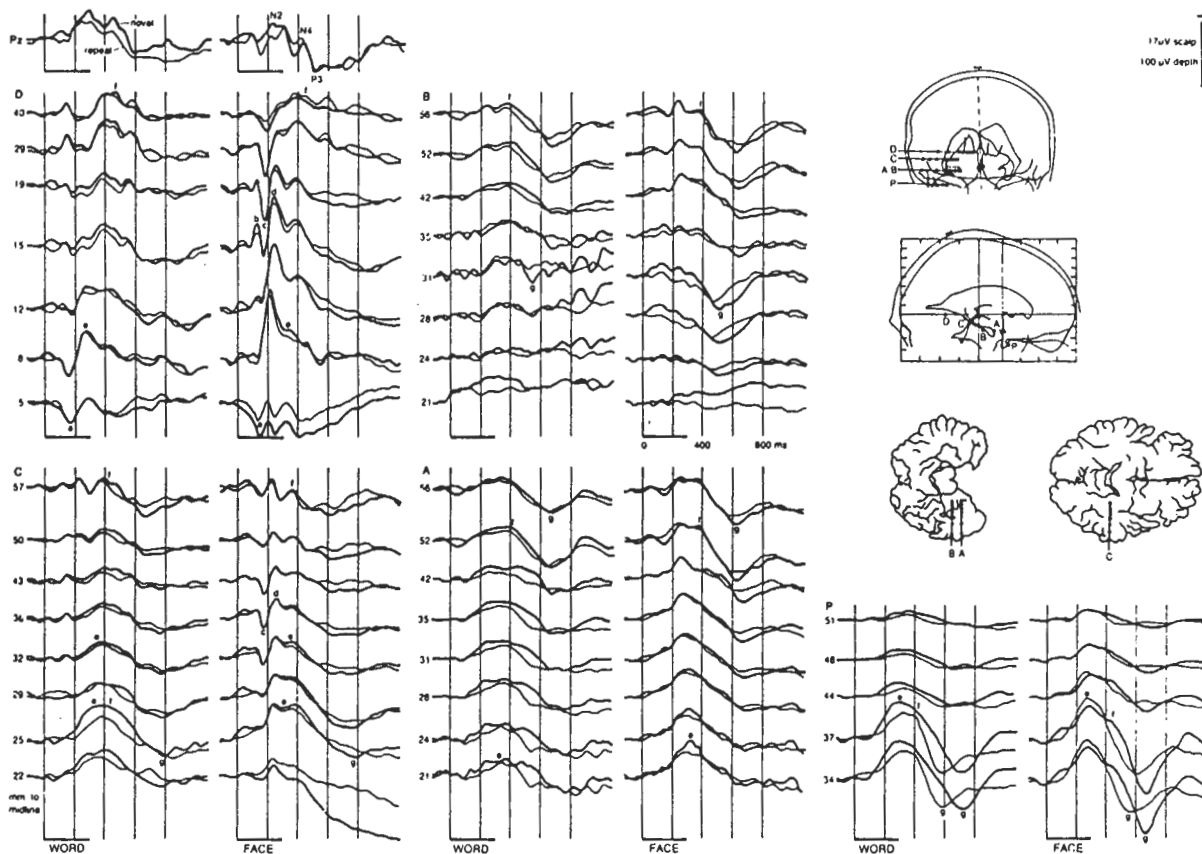 Pz
novel
repeat
N2
N4
P3
17µV scalp
100 µV depth
D
f
f
40
29
19
d
b
c
15
12
e
e
8
5
a
a
B
f
f
56
52
42
35
31
g
g
28
24
21
0 400 800 ms
D
C
A B
P
D
C
A
B
P
B A
C
C
f
f
57
50
43
d
36
c
e
e
32
29
e f
e
25
g
g
22
mm to
midline
WORD FACE
A
f
f
56
g
g
52
42
35
31
28
24
e
e
21
WORD FACE
P
51
48
44
e f
e f
37
34
g g
g g
WORD FACE